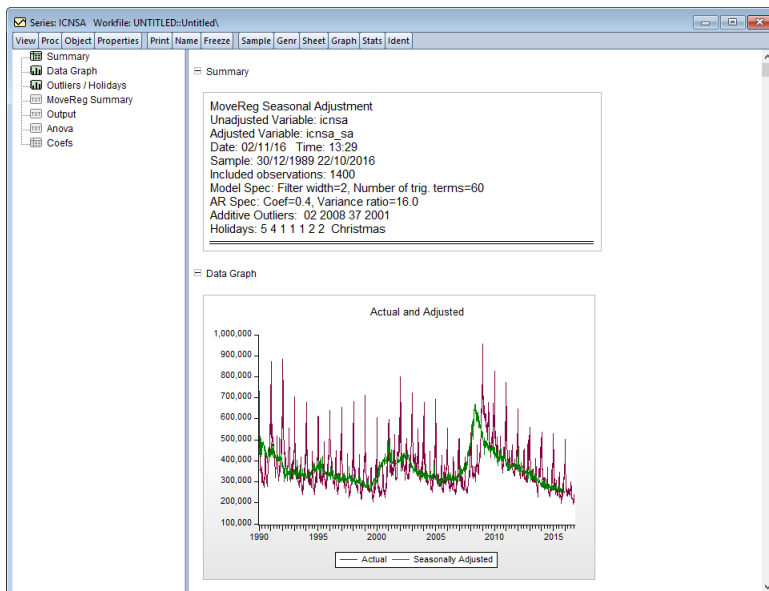 Series: ICNSA Workfile: UNTITLED::Untitled\
View Proc Object Properties Print Name Freeze Sample Genr Sheet Graph Stats Ident
Summary
Data Graph
Outliers / Holidays
MoveReg Summary
Output
Anova
Coefs
Summary
MoveReg Seasonal Adjustment
Unadjusted Variable: icnsa
Adjusted Variable: icnsa_sa
Date: 02/11/16 Time: 13:29
Sample: 30/12/1989 22/10/2016
Included observations: 1400
Model Spec: Filter width=2, Number of trig. terms=60
AR Spec: Coef=0.4, Variance ratio=16.0
Additive Outliers: 02 2008 37 2001
Holidays: 5 4 1 1 1 2 2 Christmas
Data Graph
Actual and Adjusted
1,000,000
900,000
800,000
700,000
600,000
500,000
400,000
300,000
200,000
100,000
1990 1995 2000 2005 2010 2015
Actual Seasonally Adjusted